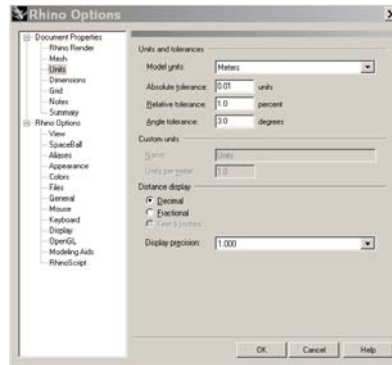 Rhino Options
Document Properties
Rhino Render
Mesh
Units
Dimensions
Grid
Notes
Summary
Rhino Options
View
SpaceBall
Aliases
Appearance
Colors
Files
General
Mouse
Keyboard
Display
OpenGL
Modeling Aids
RhinoScript
Units and tolerances
Model units: Meters
Absolute tolerance: 0.01 units
Relative tolerance: 1.0 percent
Angle tolerance: 3.0 degrees
Custom units
Name: Units
Units per meter: 1.0
Distance display
Decimal
Fractional
Feet & Inches
Display precision: 1.000
OK Cancel Help